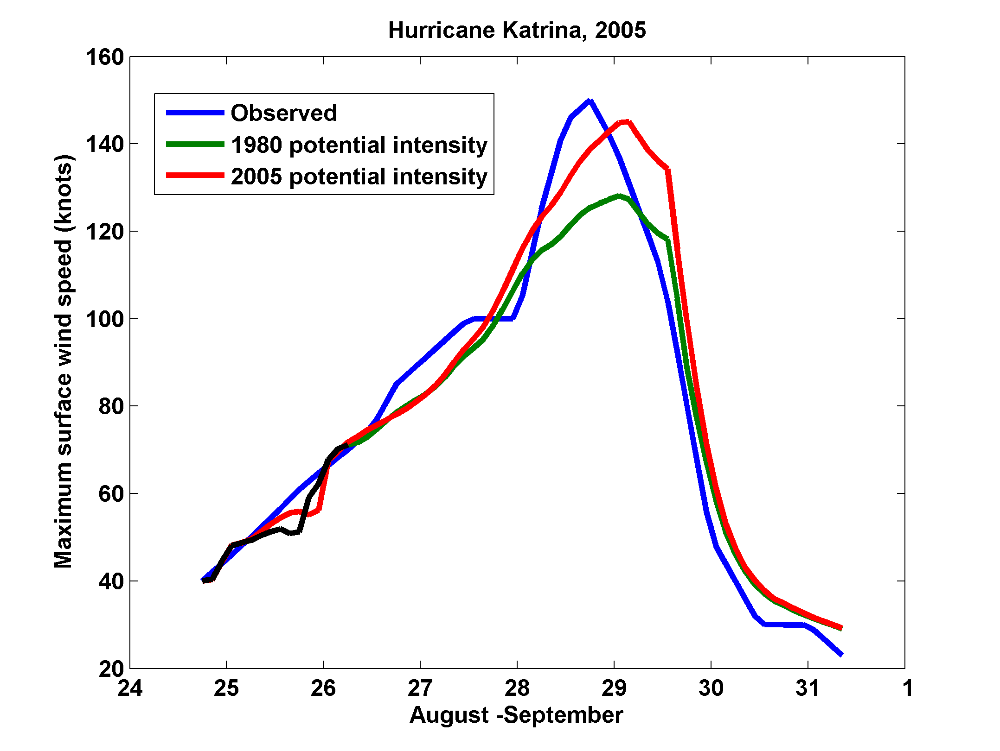 Hurricane Katrina, 2005
160
140
120
100
80
60
40
20
Maximum surface wind speed (knots)
Observed
1980 potential intensity
2005 potential intensity
24 25 26 27 28 29 30 31 1
August -September